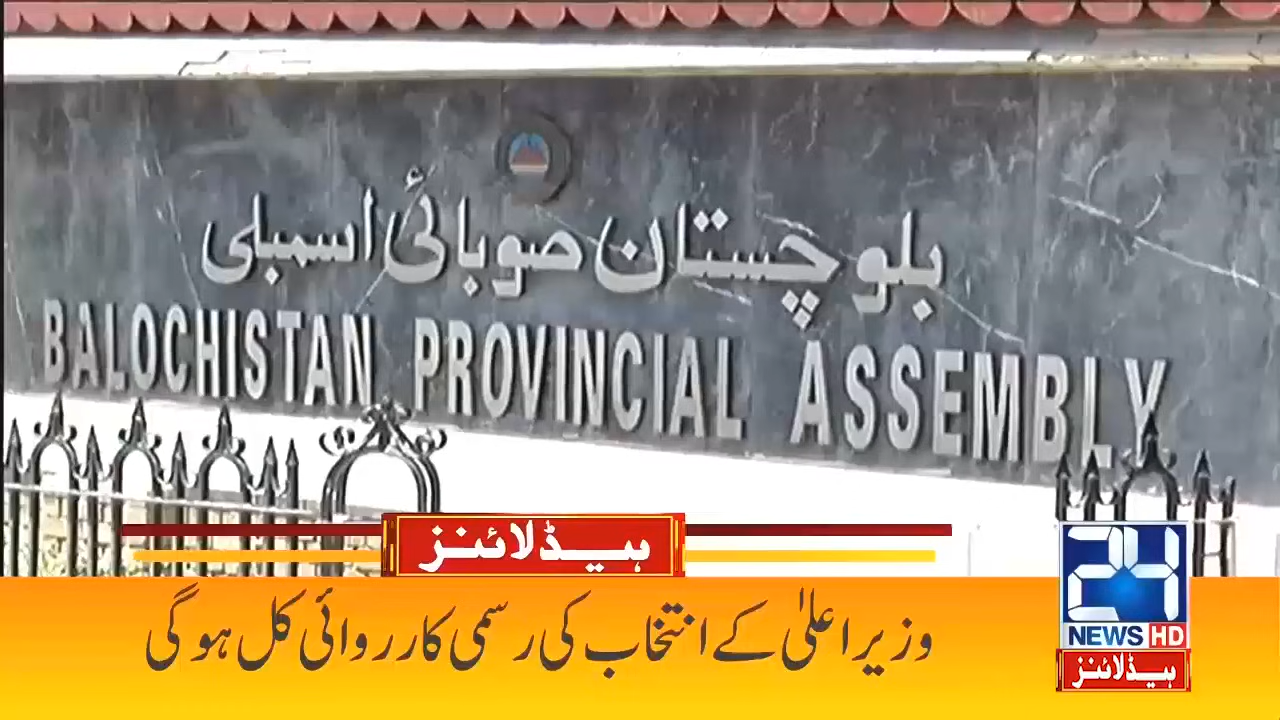 بلوچستان صوبائی اسمبلی
BALOCHISTAN PROVINCIAL ASSEMBLY
ہیڈلائنز
وزیراعلیٰ کے انتخاب کی رسمی کارروائی کل ہوگی
24
NEWS HD
ہیڈلائنز